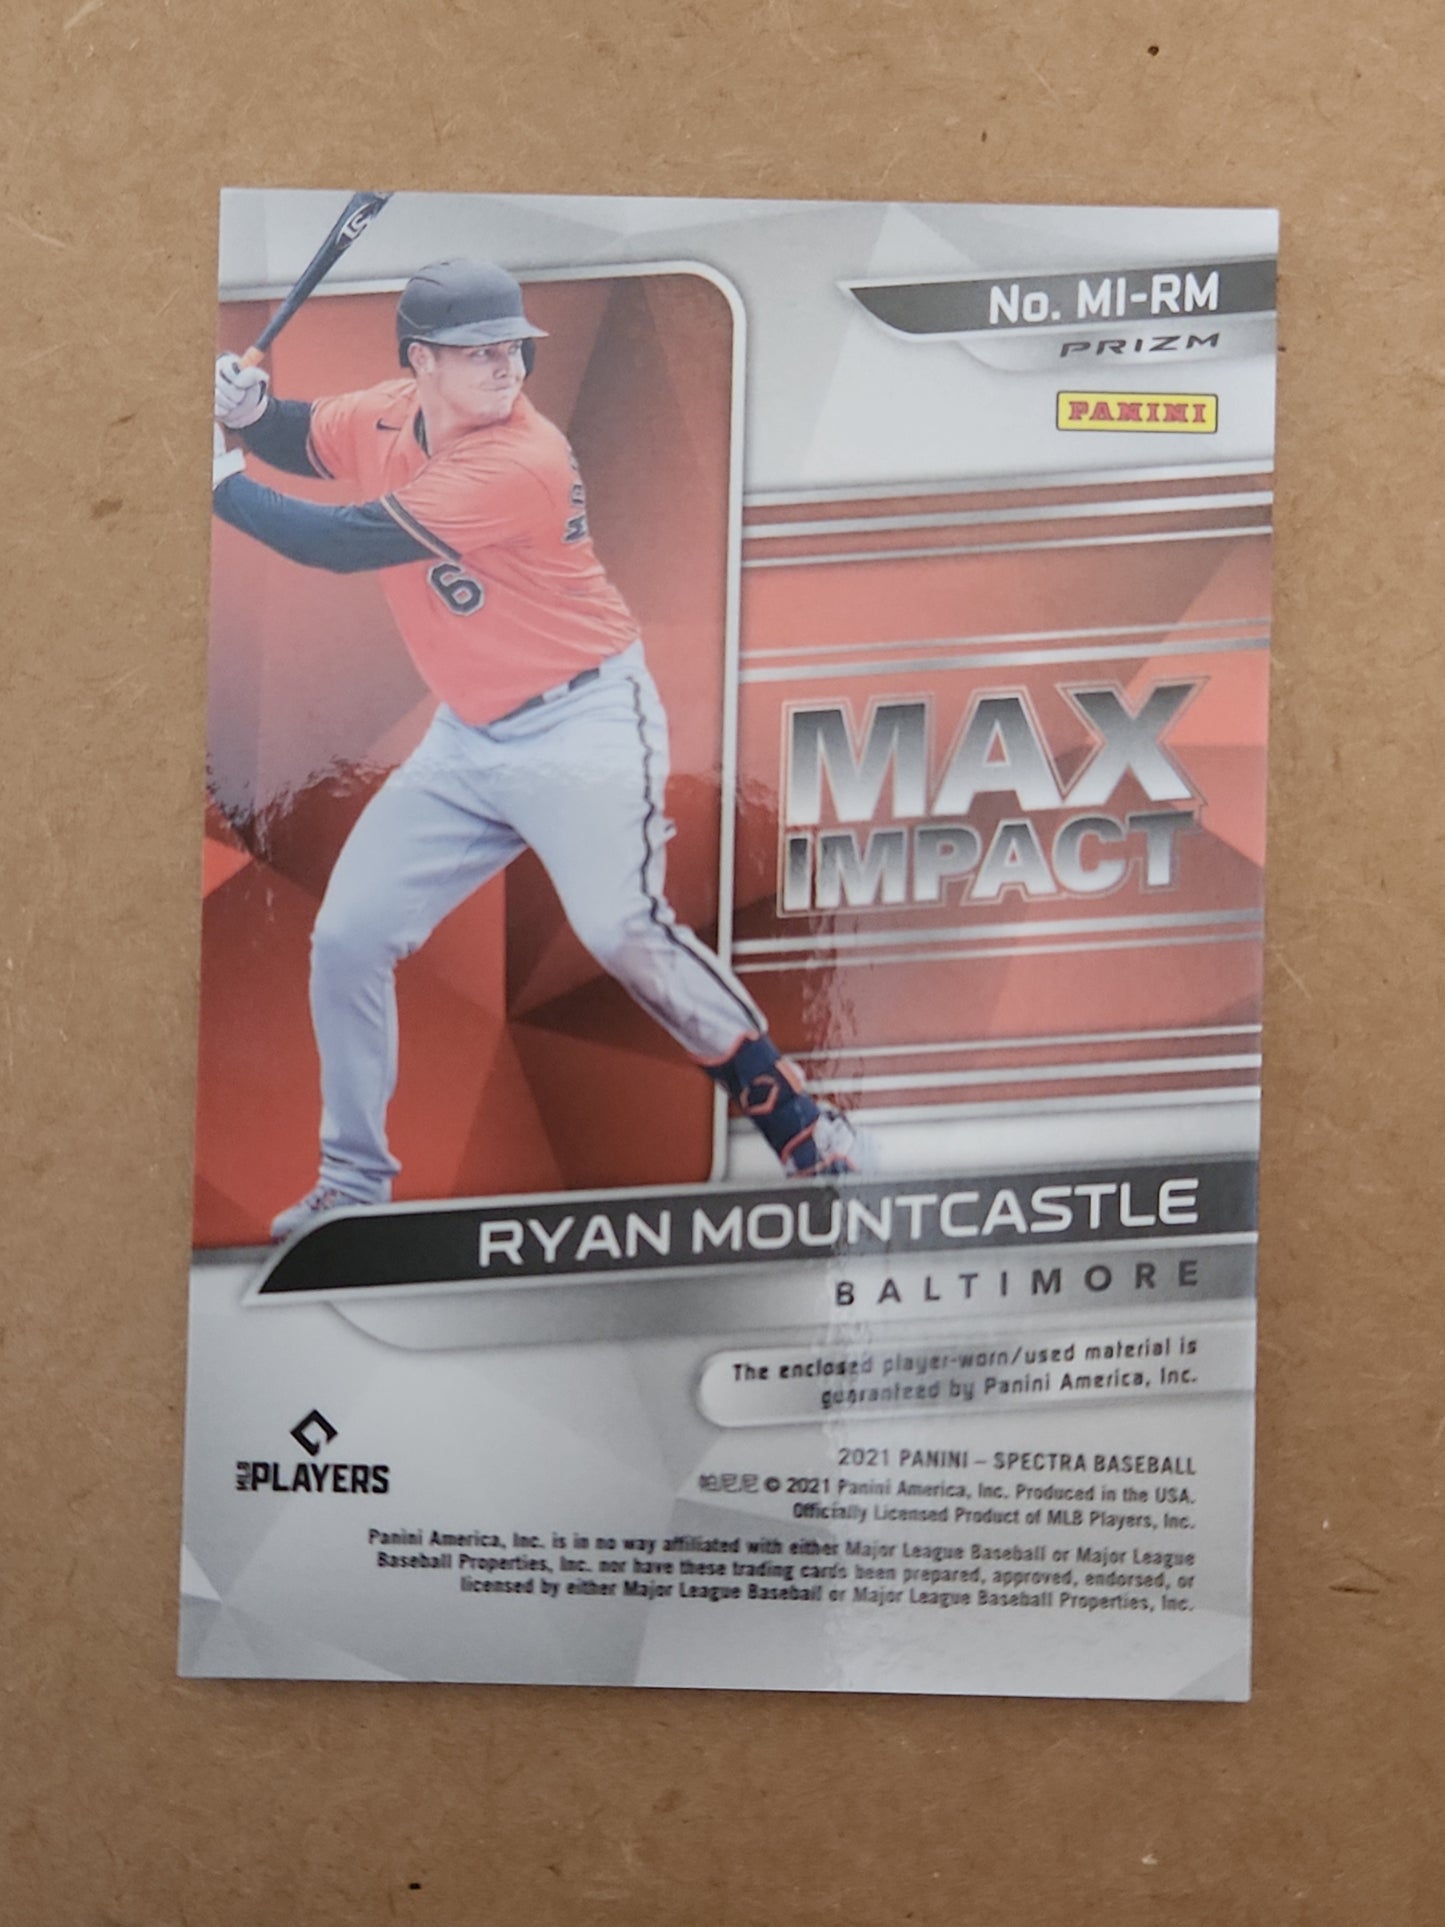 No. MI-RM
PRIZM
PANINI
6
MAX
IMPACT
RYAN MOUNTCASTLE
BALTIMORE
The enclosed player-worn/used material is
guaranteed by Panini America, Inc.
MLB PLAYERS
2021 PANINI – SPECTRA BASEBALL
帕尼尼 © 2021 Panini America, Inc. Produced in the USA.
Officially Licensed Product of MLB Players, Inc.
Panini America, Inc. is in no way affiliated with either Major League Baseball or Major League
Baseball Properties, Inc. nor have these trading cards been prepared, approved, endorsed, or
licensed by either Major League Baseball or Major League Baseball Properties, Inc.